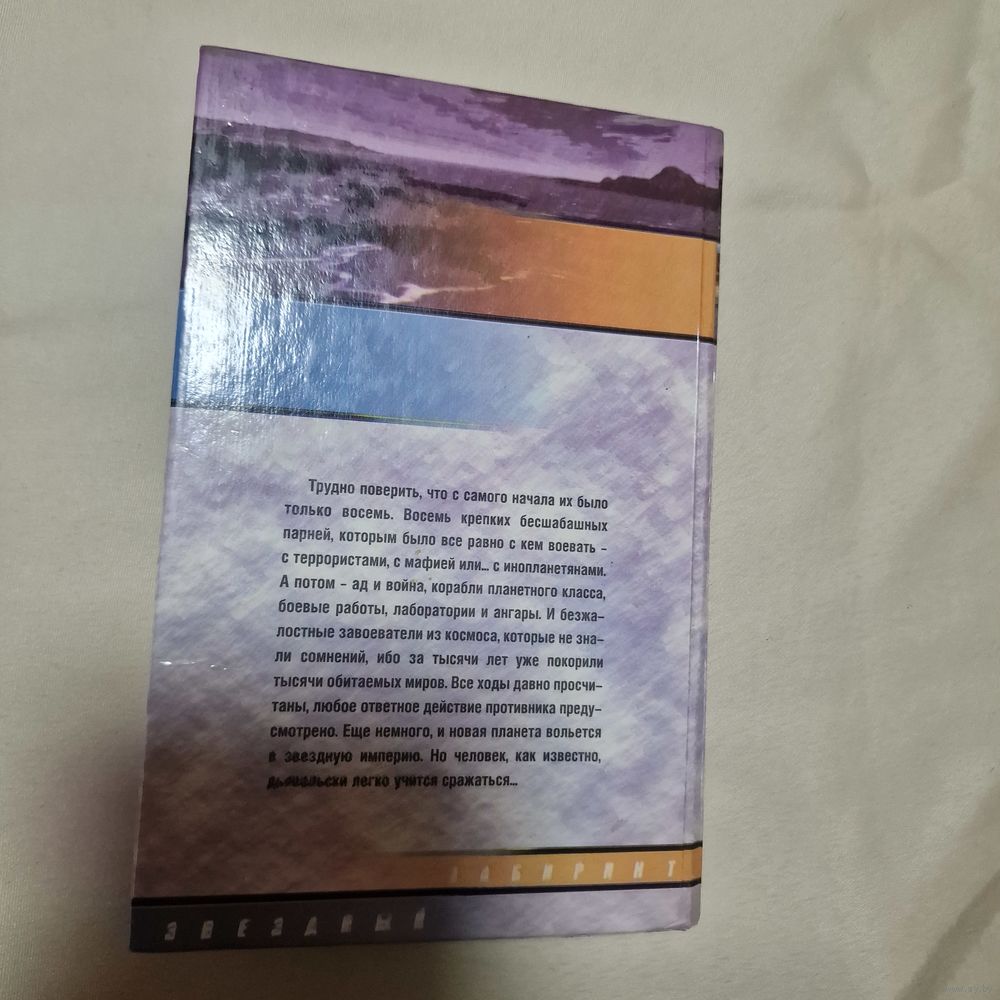 Трудно поверить, что с самого начала их было
только восемь. Восемь крепких бесшабашных
парней, которым было все равно с кем воевать –
с террористами, с мафией или... с инопланетянами.
А потом – ад и война, корабли планетного класса,
боевые работы, лаборатории и ангары. И безжа–
лостные завоеватели из космоса, которые не зна–
ли сомнений, ибо за тысячи лет уже покорили
тысячи обитаемых миров. Все ходы давно просчи–
таны, любое ответное действие противника преду–
смотрено. Еще немного, и новая планета вольется
в звездную империю. Но человек, как известно,
дьявольски легко учится сражаться...
ЛАБИРИНТ
ЗВЕЗДНЫЙ